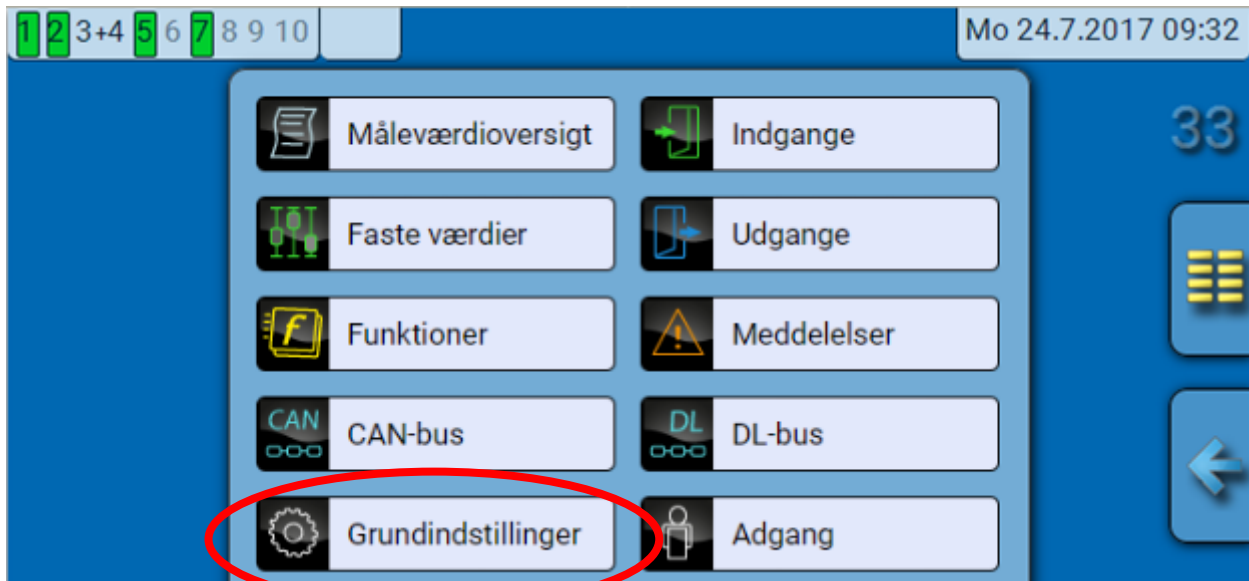 1 2 3+4 5 6 7 8 9 10
Mo 24.7.2017 09:32
Måleværdioversigt
Indgange
33
Faste værdier
Udgange
f Funktioner
Meddelelser
CAN CAN-bus
DL DL-bus
Grundindstillinger
Adgang